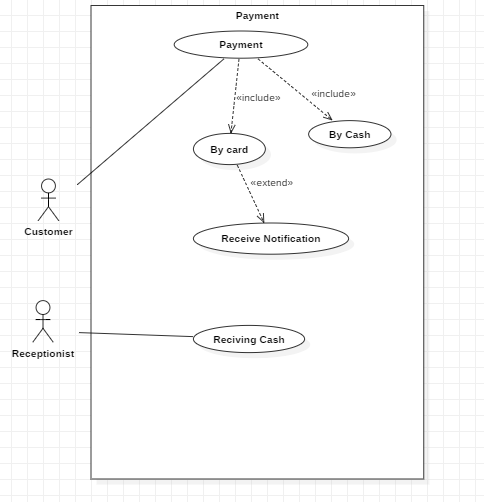 Payment
Payment
«include»
«include»
By Cash
By card
«extend»
Customer
Receive Notification
Reciving Cash
Receptionist